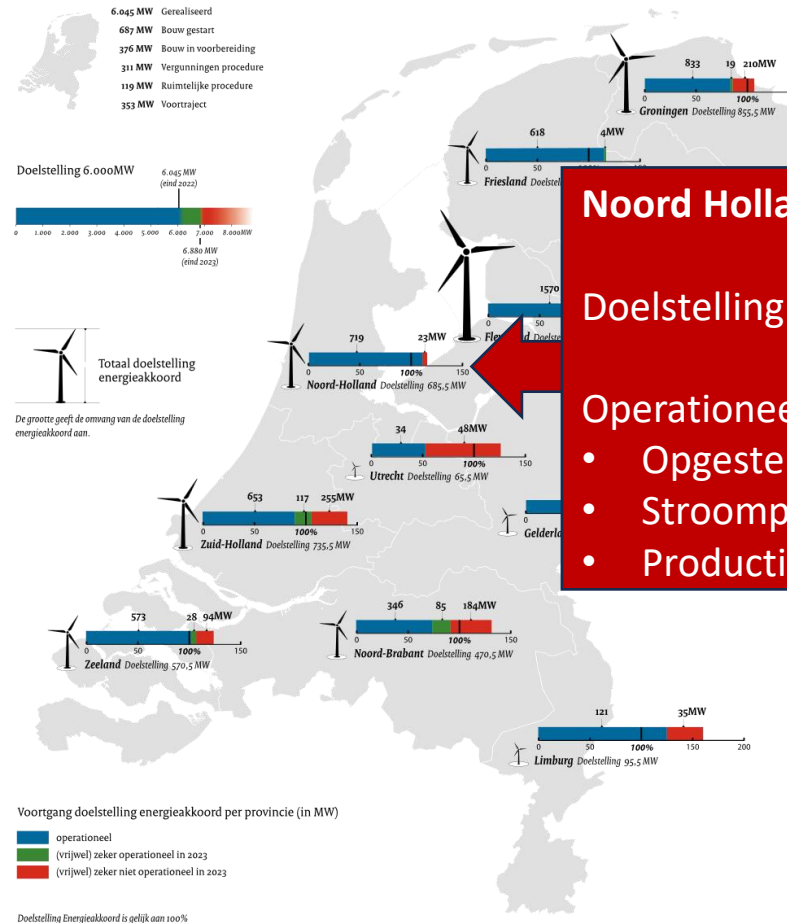 6.045 MW Gerealiseerd
687 MW Bouw gestart
376 MW Bouw in voorbereiding
311 MW Vergunningen procedure
119 MW Ruimtelijke procedure
353 MW Voortraject
Doelstelling 6.000MW
6.045 MW
(eind 2022)
0 1.000 2.000 3.000 4.000 5.000 6.000 7.000 8.000MW
6.880 MW
(eind 2023)
Totaal doelstelling
energieakkoord
De grootte geeft de omvang van de doelstelling
energieakkoord aan.
833 19 210MW
0 50 100%
Groningen Doelstelling 855,5 MW
618 4MW
0 50 100%
Friesland
1570
0 50
719 23MW
0 50 100% 150
Noord-Holland Doelstelling 685,5 MW
34 48MW
0 50 100% 150
Utrecht Doelstelling 65,5 MW
653 117 255MW
0 50 100% 150
Zuid-Holland Doelstelling 735,5 MW
0
573 28 94MW
0 50 100% 150
Zeeland Doelstelling 570,5 MW
346 85 184MW
0 50 100% 150
Noord-Brabant Doelstelling 470,5 MW
121 35MW
0 50 100% 150 200
Limburg Doelstelling 95,5 MW
Noord Holla
Doelstelling
Operationee
• Opgeste
• Stroomp
• Producti
Voortgang doelstelling energieakkoord per provincie (in MW)
operationeel
(vrijwel) zeker operationeel in 2023
(vrijwel) zeker niet operationeel in 2023
Doelstelling Energieakkoord is gelijk aan 100%